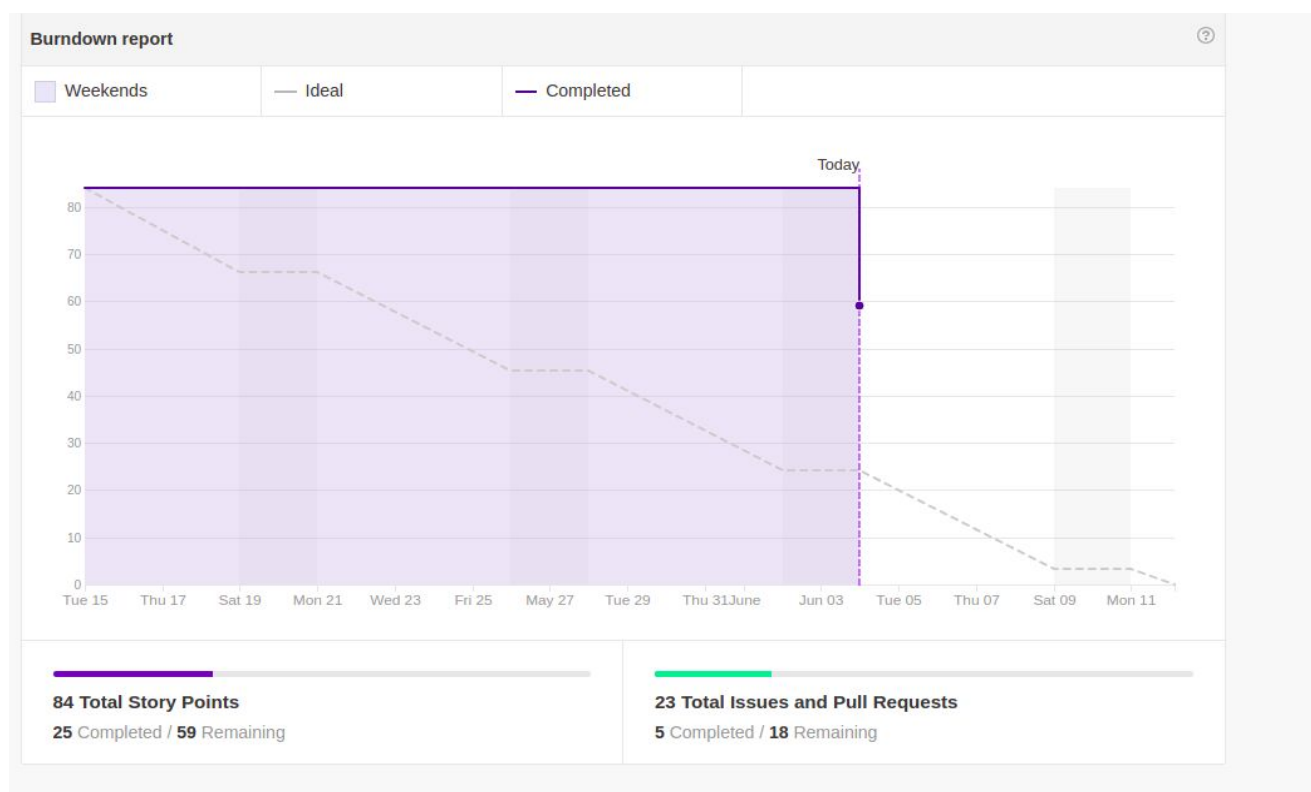 Burndown report
Weekends
Ideal
Completed
Today
80
70
60
50
40
30
20
10
0
Tue 15 Thu 17 Sat 19 Mon 21 Wed 23 Fri 25 May 27 Tue 29 Thu 31 June Jun 03 Tue 05 Thu 07 Sat 09 Mon 11
84 Total Story Points
25 Completed / 59 Remaining
23 Total Issues and Pull Requests
5 Completed / 18 Remaining